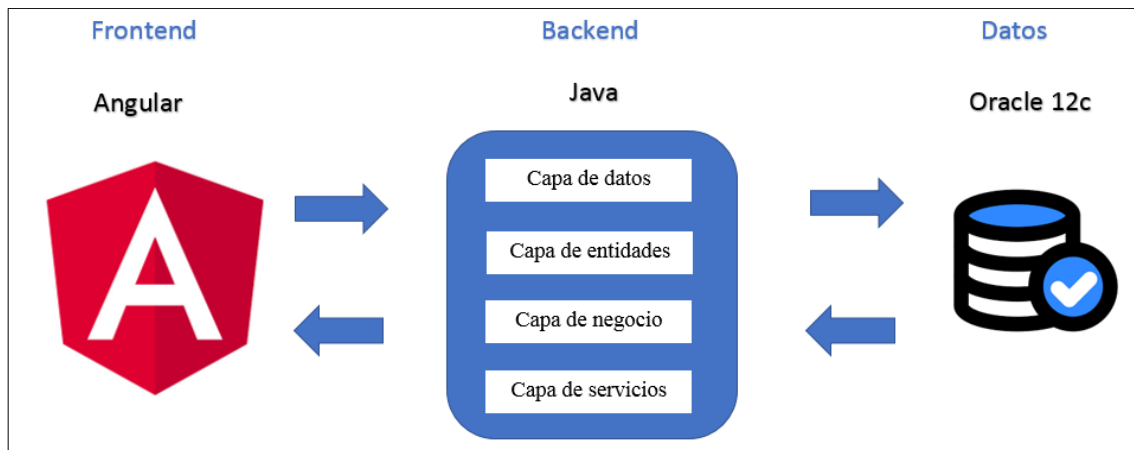 Frontend
Backend
Datos
Angular
Java
Oracle 12c
A
Capa de datos
Capa de entidades
Capa de negocio
Capa de servicios